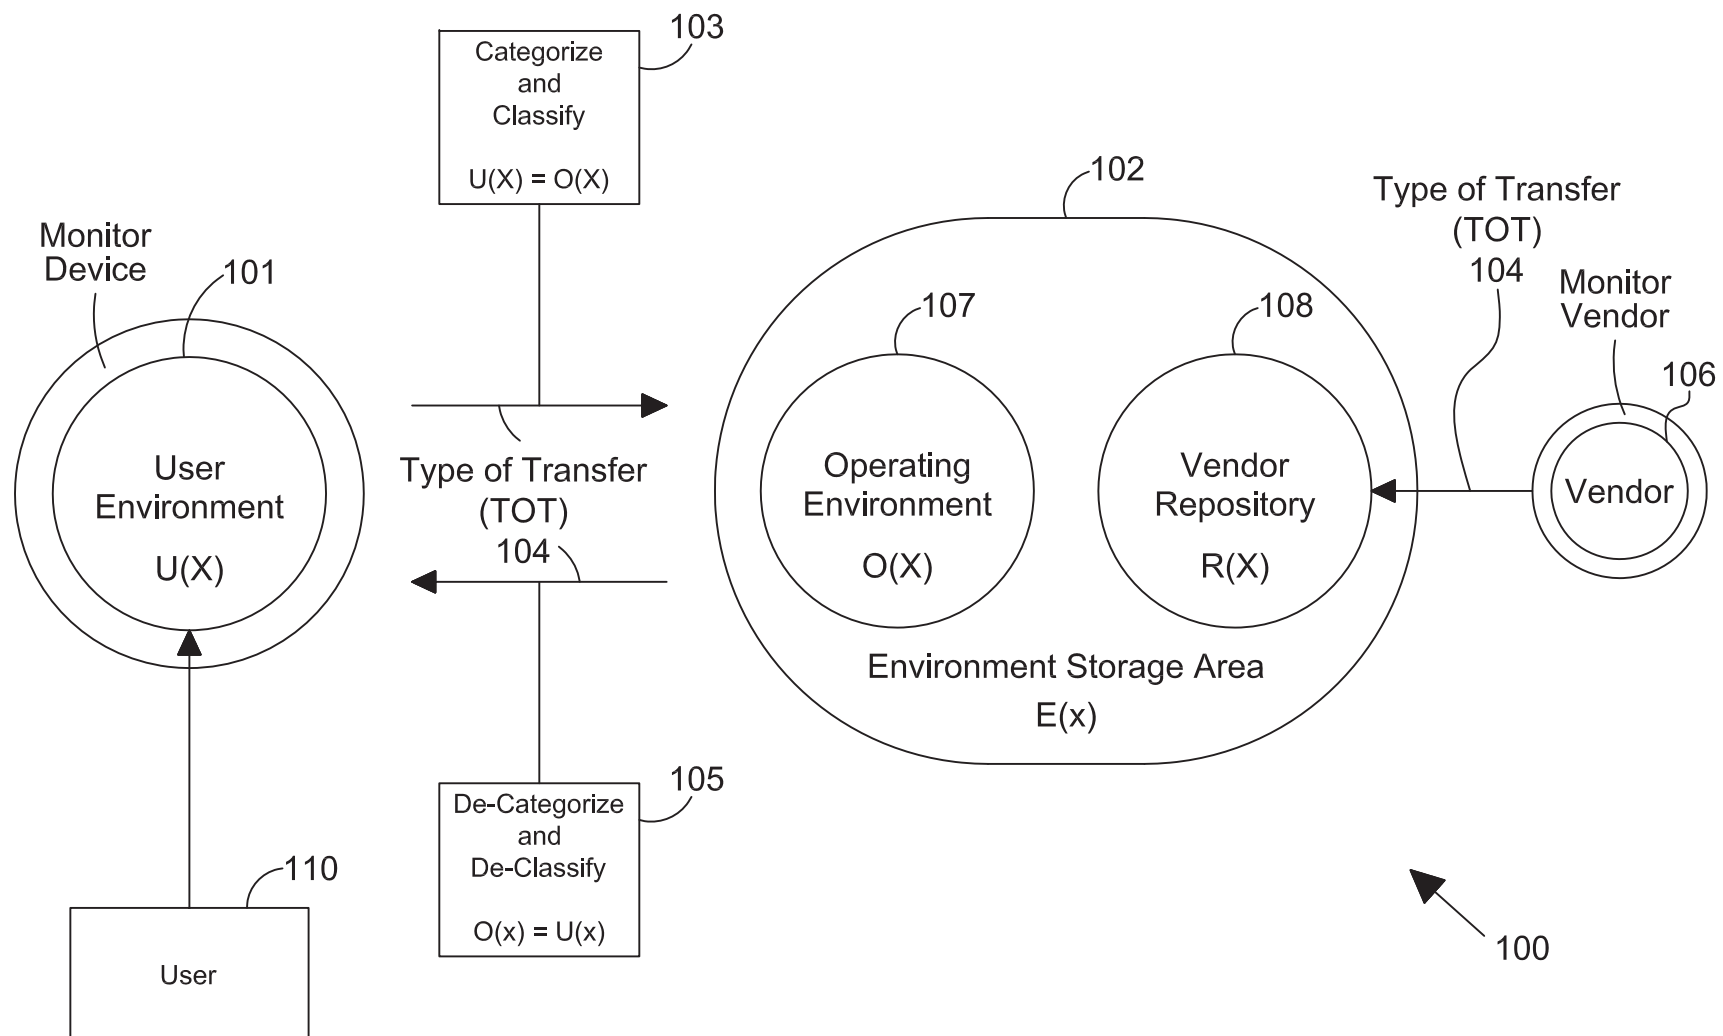 103
Categorize
and
Classify
U(X) = O(X)
Monitor
Device
101
User
Environment
U(X)
Type of Transfer
(TOT)
104
102
107
Operating
Environment
O(X)
108
Vendor
Repository
R(X)
Environment Storage Area
E(x)
Type of Transfer
(TOT)
104
Monitor
Vendor
106
Vendor
105
De-Categorize
and
De-Classify
O(x) = U(x)
110
User
100